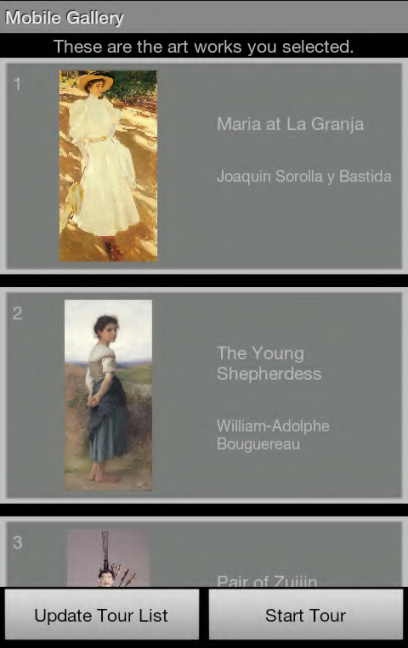 Mobile Gallery
These are the art works you selected.
1
Maria at La Granja
Joaquin Sorolla y Bastida
2
The Young
Shepherdess
William-Adolphe
Bouguereau
3
Pair of Zuijin
Update Tour List
Start Tour